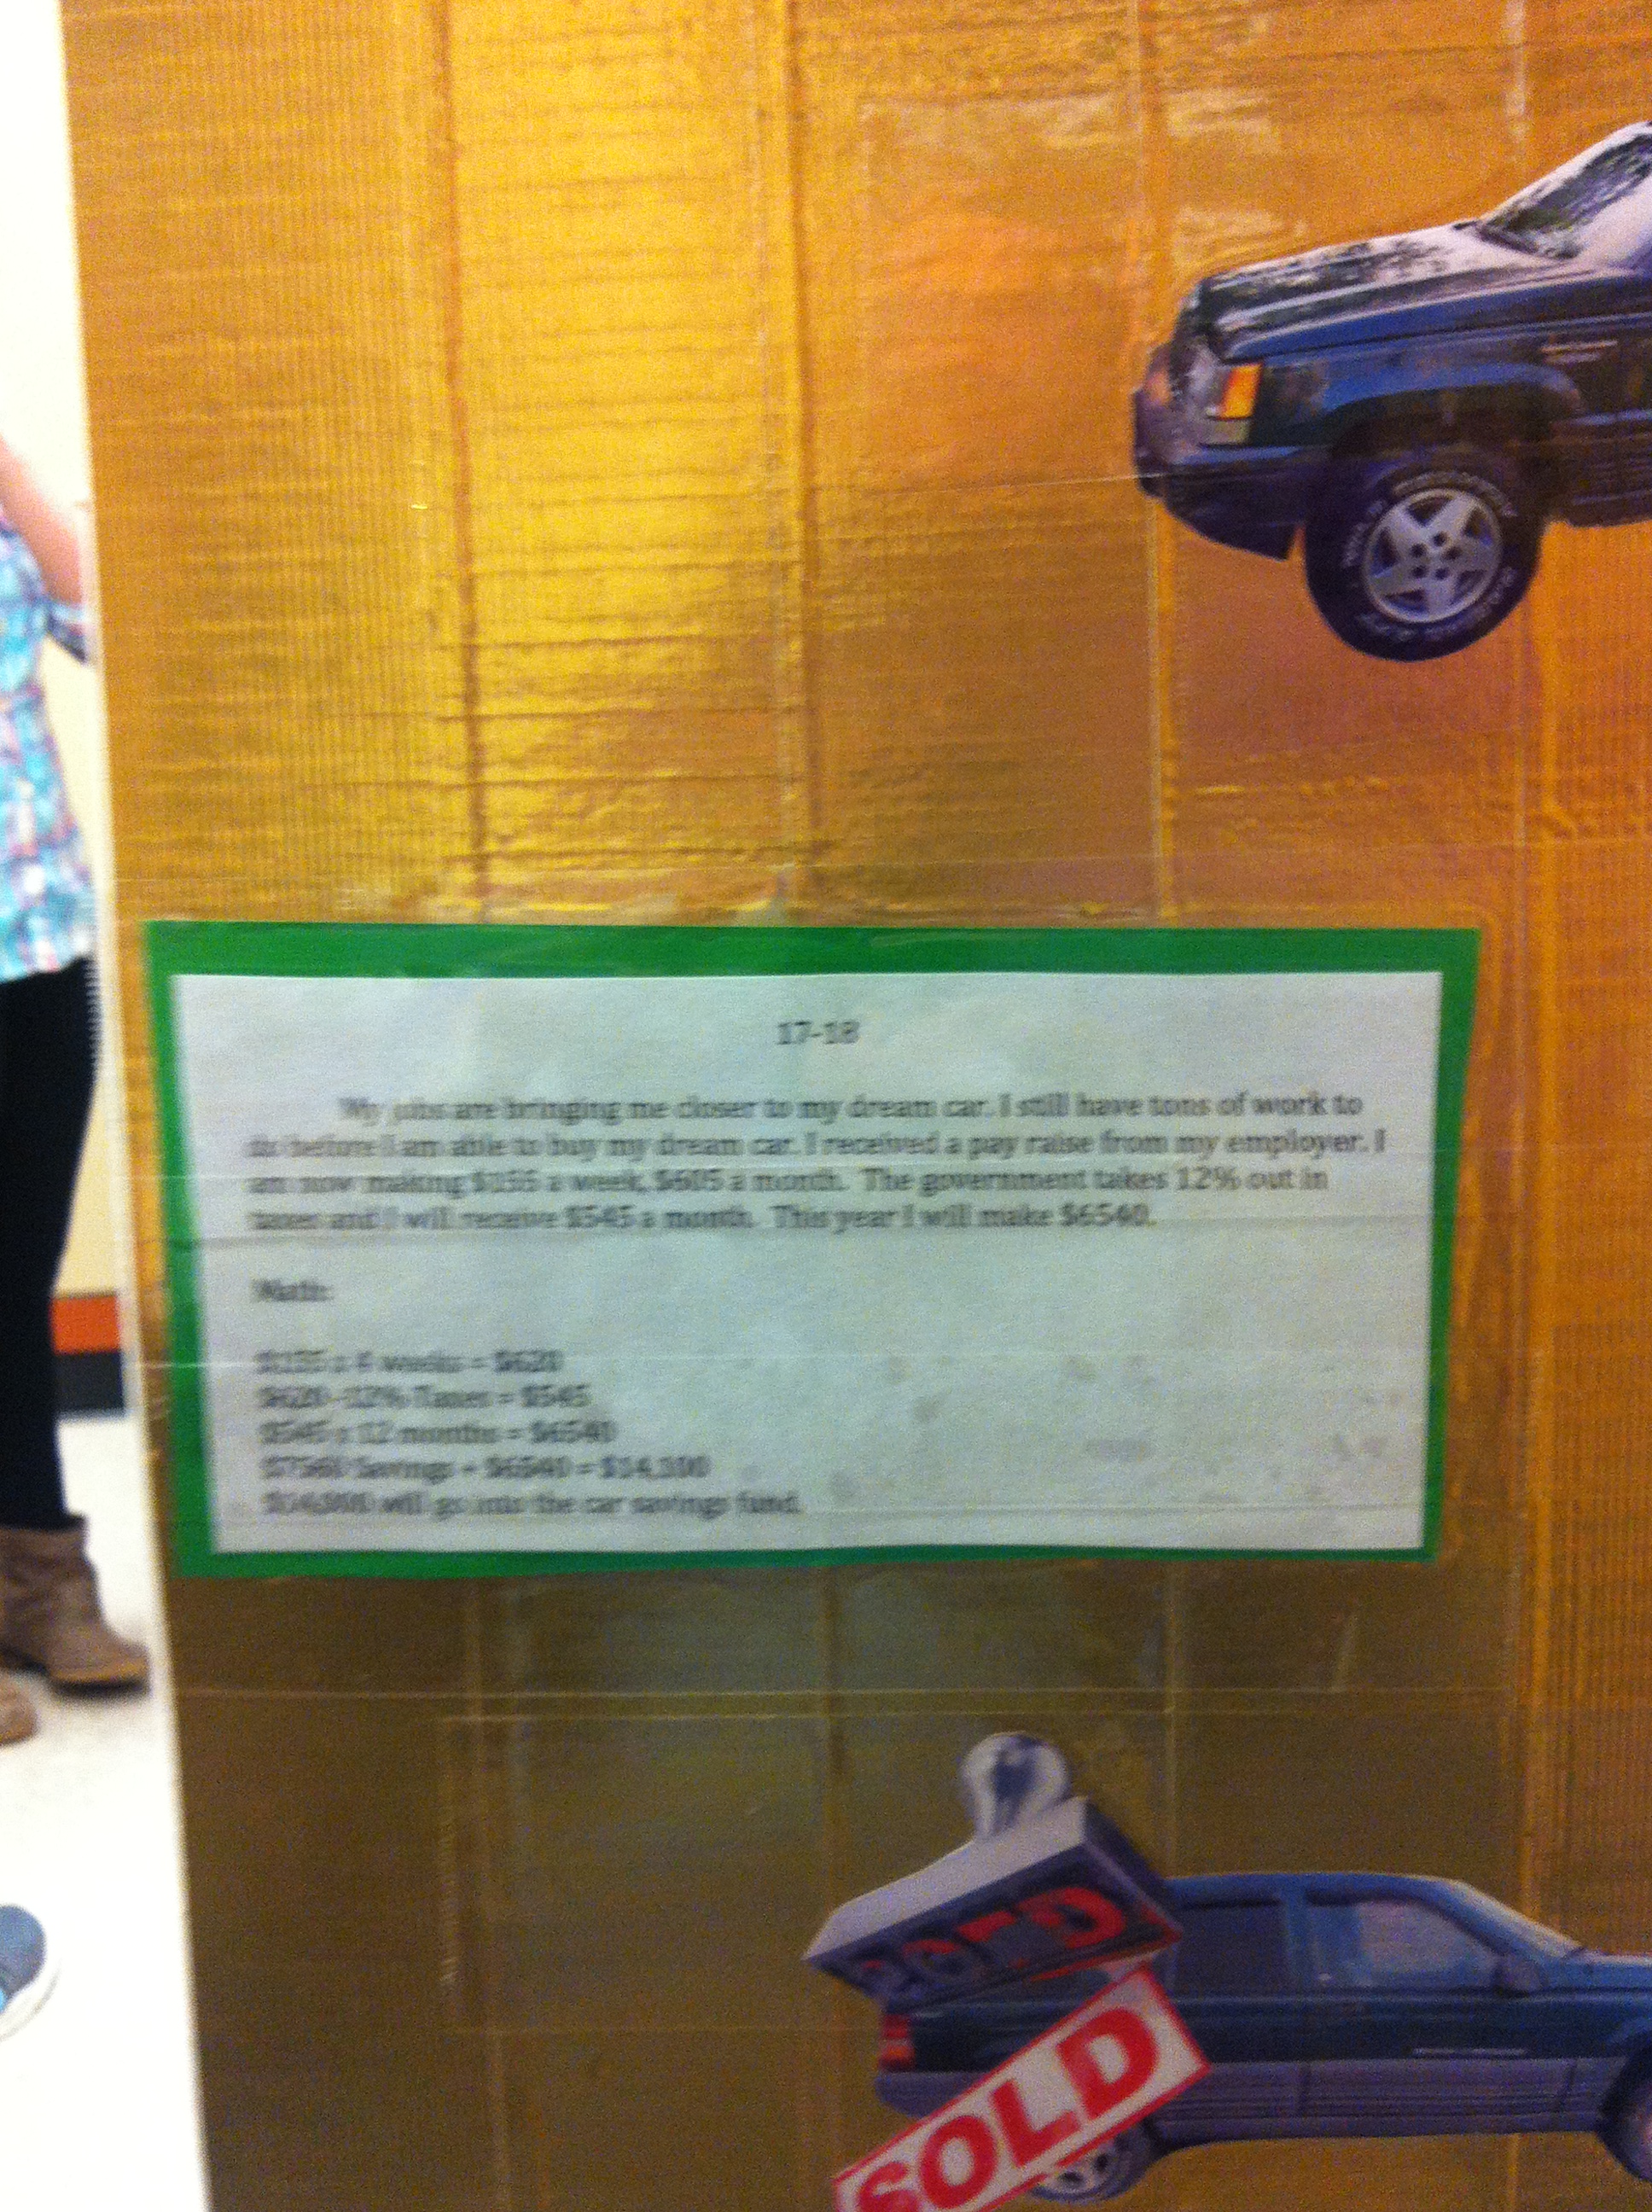 17-18
My jobs are bringing me closer to my dream car. I still have tons of work to
do before I am able to buy my dream car. I received a pay raise from my employer. I
am now making $155 a week, $605 a month. The government takes 12% out in
taxes and I will receive $545 a month. This year I will make $6540.
Math:
$155 x 4 weeks = $620
$620 -12% Taxes = $545
$545 x 12 months = $6540
$7560 Savings + $6540 = $14,100
will go into the car savings fund.
SOLD
SOLD